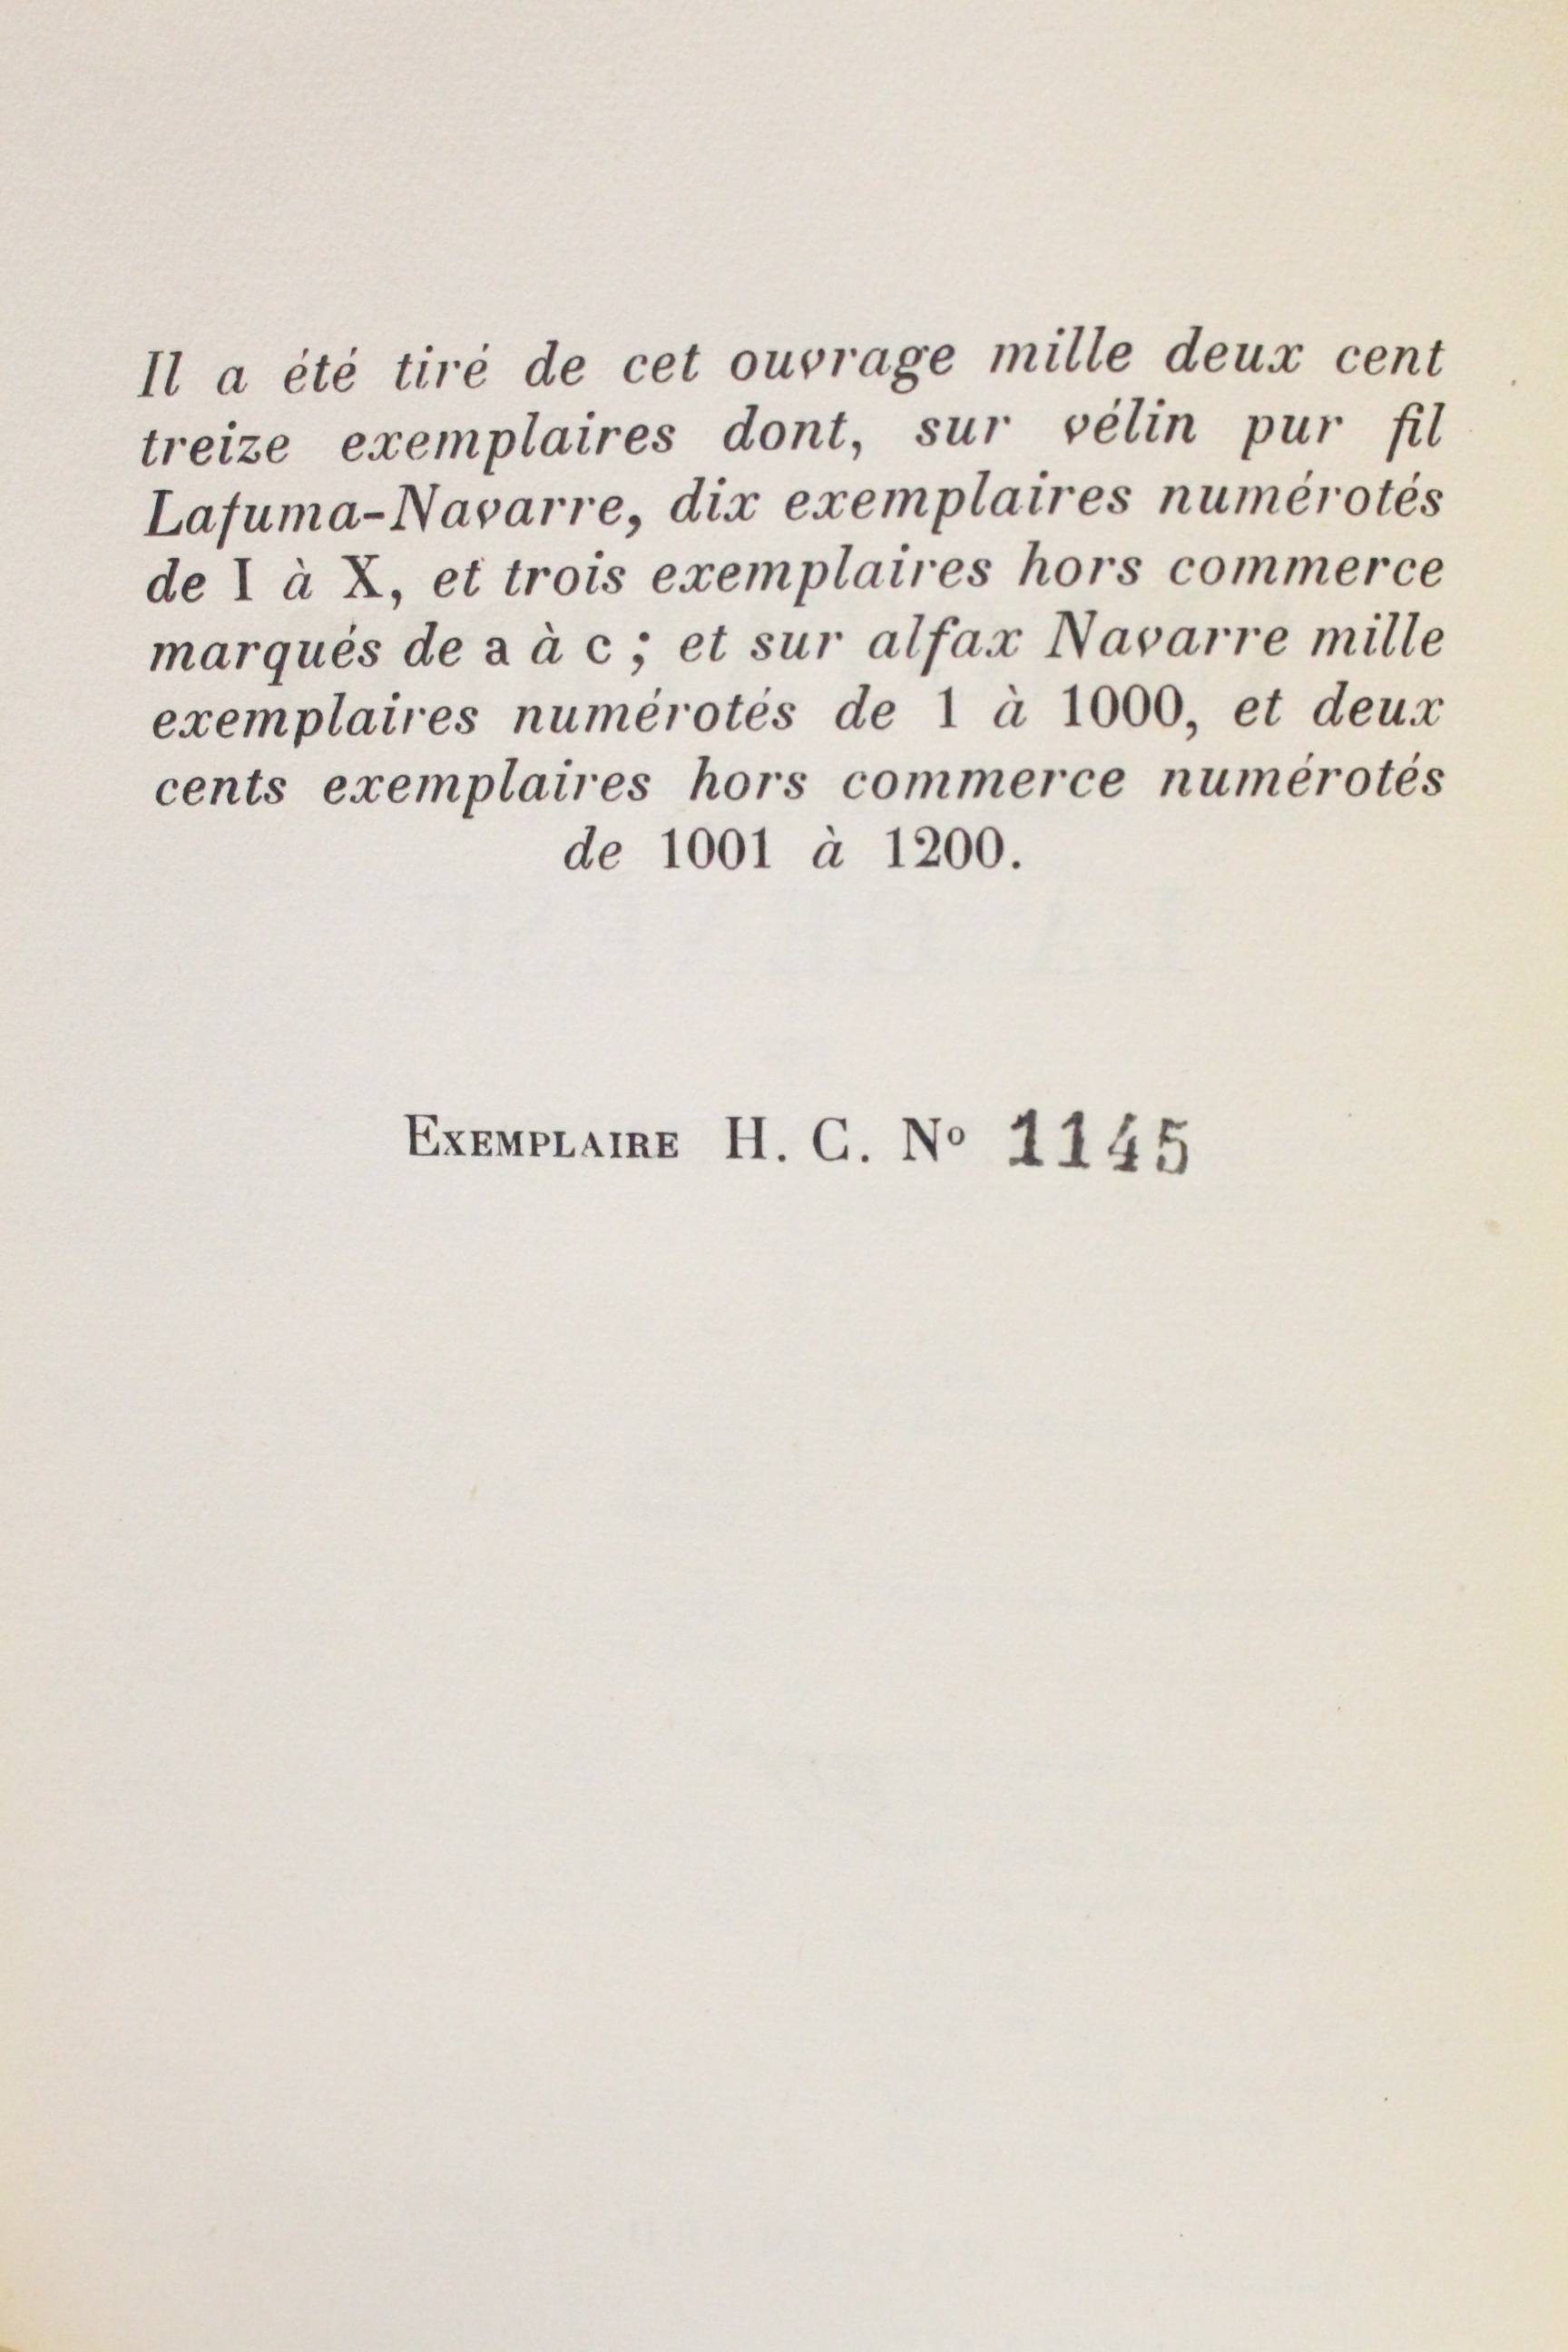 Il a été tiré de cet ouvrage mille deux cent
treize exemplaires dont, sur vélin pur fil
Lafuma-Navarre, dix exemplaires numérotés
de I à X, et trois exemplaires hors commerce
marqués de a à c ; et sur alfax Navarre mille
exemplaires numérotés de 1 à 1000, et deux
cents exemplaires hors commerce numérotés
de 1001 à 1200.
EXEMPLAIRE H. C. Nº 1145